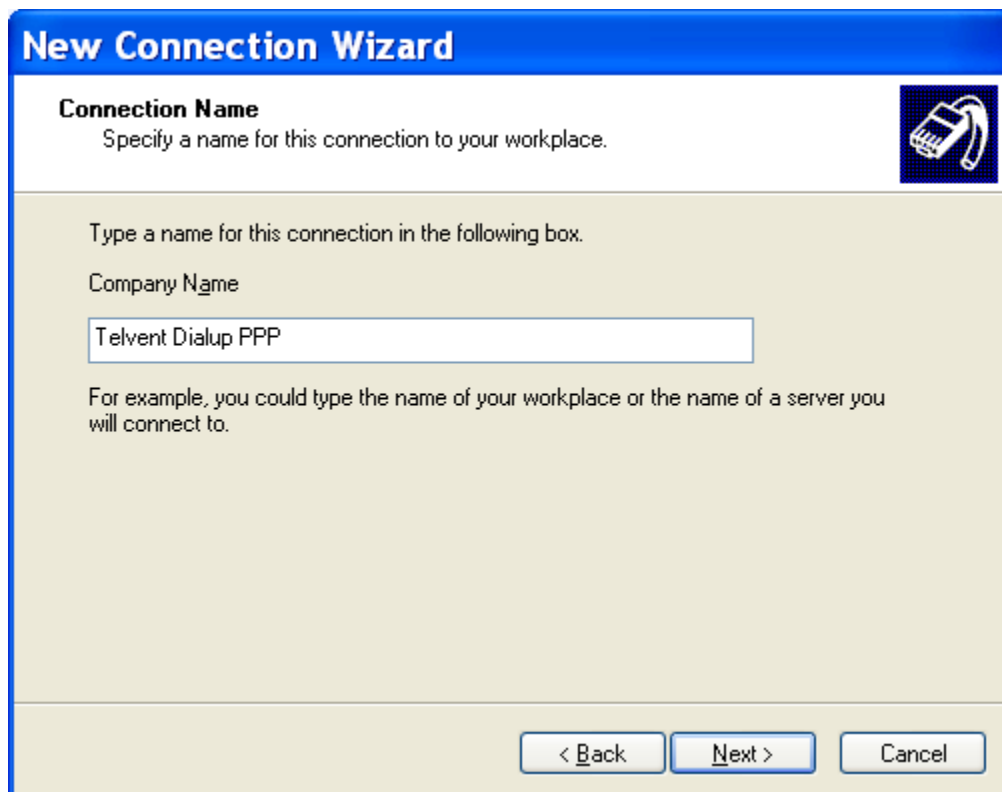 New Connection Wizard
Connection Name
Specify a name for this connection to your workplace.
Type a name for this connection in the following box.
Company Name
Telvent Dialup PPP
For example, you could type the name of your workplace or the name of a server you
will connect to.
< Back
Next >
Cancel